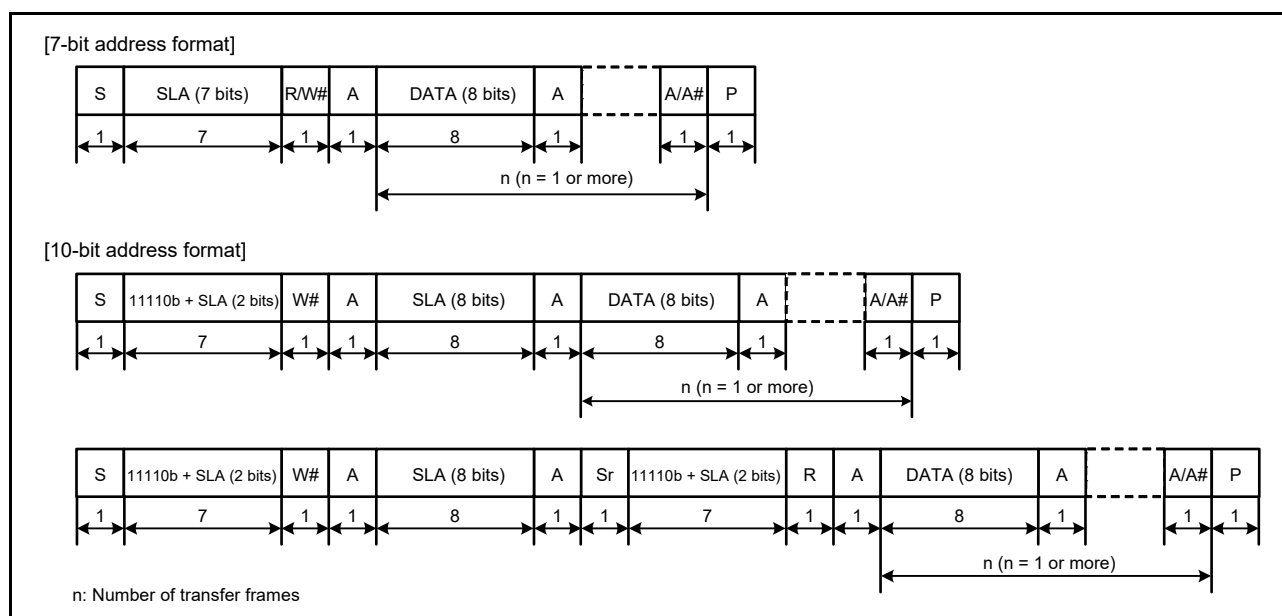 [7-bit address format]
S SLA (7 bits) R/W# A DATA (8 bits) A A/A# P
1 7 1 1 8 1 1 1
n (n = 1 or more)
[10-bit address format]
S 11110b + SLA (2 bits) W# A SLA (8 bits) A DATA (8 bits) A A/A# P
1 7 1 1 8 1 8 1 1 1
n (n = 1 or more)
S 11110b + SLA (2 bits) W# A SLA (8 bits) A Sr 11110b + SLA (2 bits) R A DATA (8 bits) A A/A# P
1 7 1 1 8 1 1 7 1 1 8 1 1 1
n (n = 1 or more)
n: Number of transfer frames